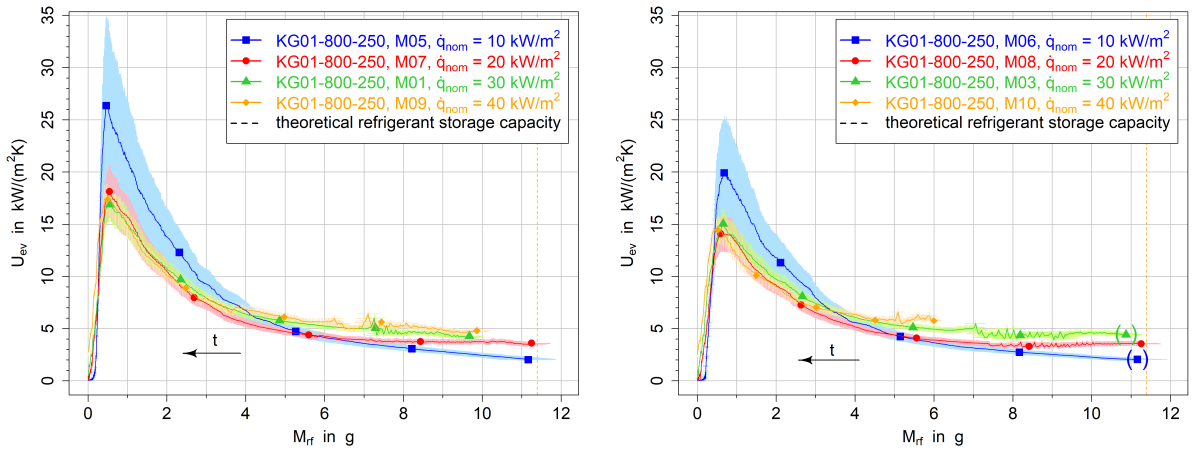 35
30
25
20
15
10
5
0
U_ev in kW/(m²K)
KG01-800-250, M05, q̇_nom = 10 kW/m²
KG01-800-250, M07, q̇_nom = 20 kW/m²
KG01-800-250, M01, q̇_nom = 30 kW/m²
KG01-800-250, M09, q̇_nom = 40 kW/m²
theoretical refrigerant storage capacity
t
0 2 4 6 8 10 12
M_rf in g
35
30
25
20
15
10
5
0
U_ev in kW/(m²K)
KG01-800-250, M06, q̇_nom = 10 kW/m²
KG01-800-250, M08, q̇_nom = 20 kW/m²
KG01-800-250, M03, q̇_nom = 30 kW/m²
KG01-800-250, M10, q̇_nom = 40 kW/m²
theoretical refrigerant storage capacity
t
( )
( )
0 2 4 6 8 10 12
M_rf in g